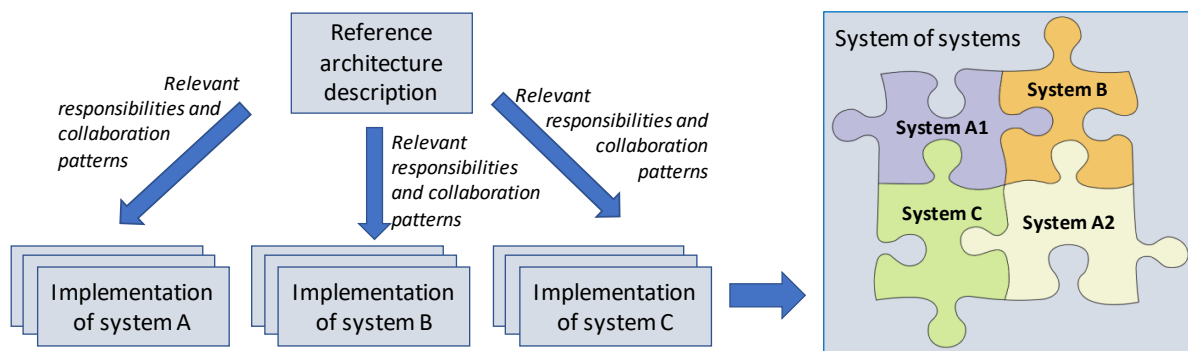 Reference
architecture
description
Relevant
responsibilities and
collaboration
patterns
Relevant
responsibilities
and collaboration
patterns
Relevant
responsibilities and
collaboration
patterns
Implementation
of system A
Implementation
of system B
Implementation
of system C
System of systems
System B
System A1
System C
System A2